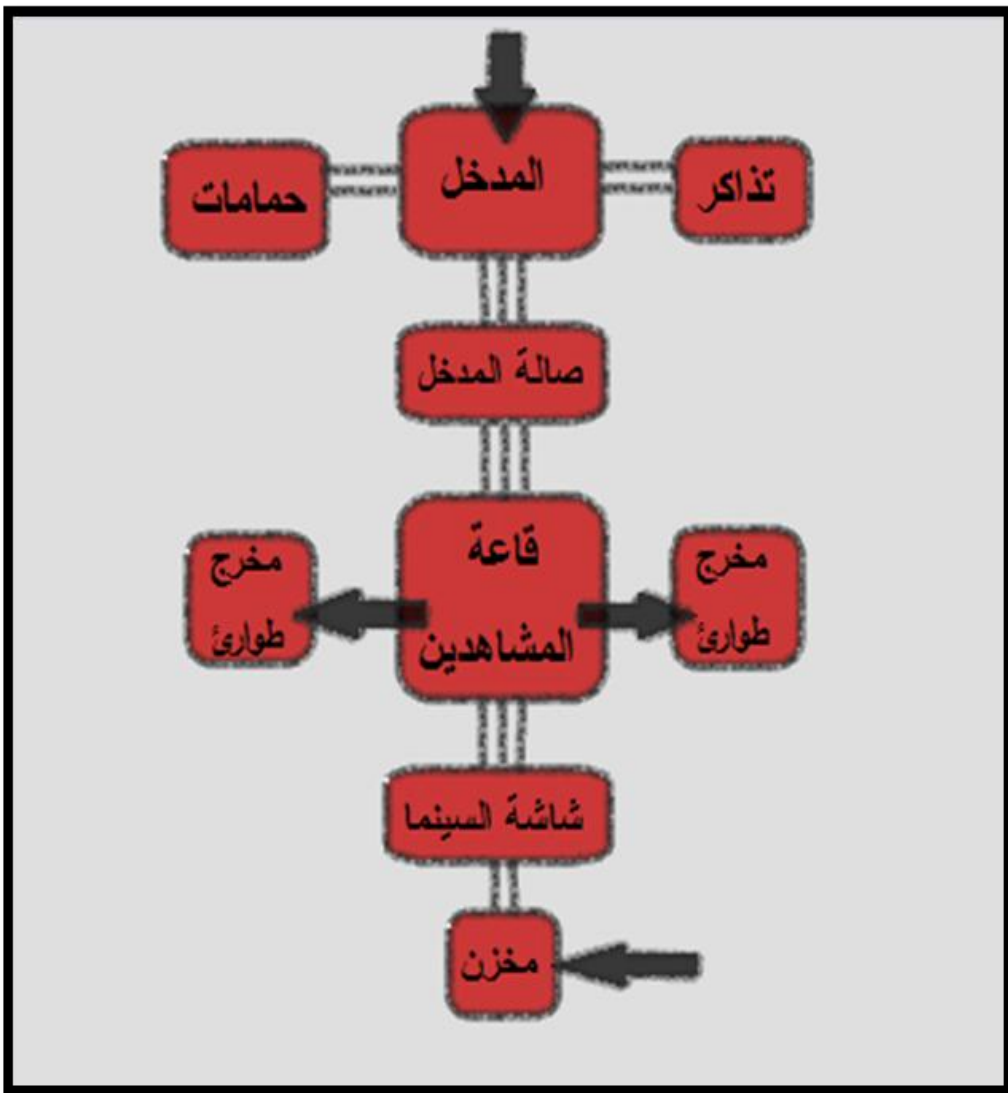 المدخل
تذاكر
حمامات
صالة المدخل
قاعة
المشاهدين
مخرج
طوارئ
مخرج
طوارئ
شاشة السينما
مخزن